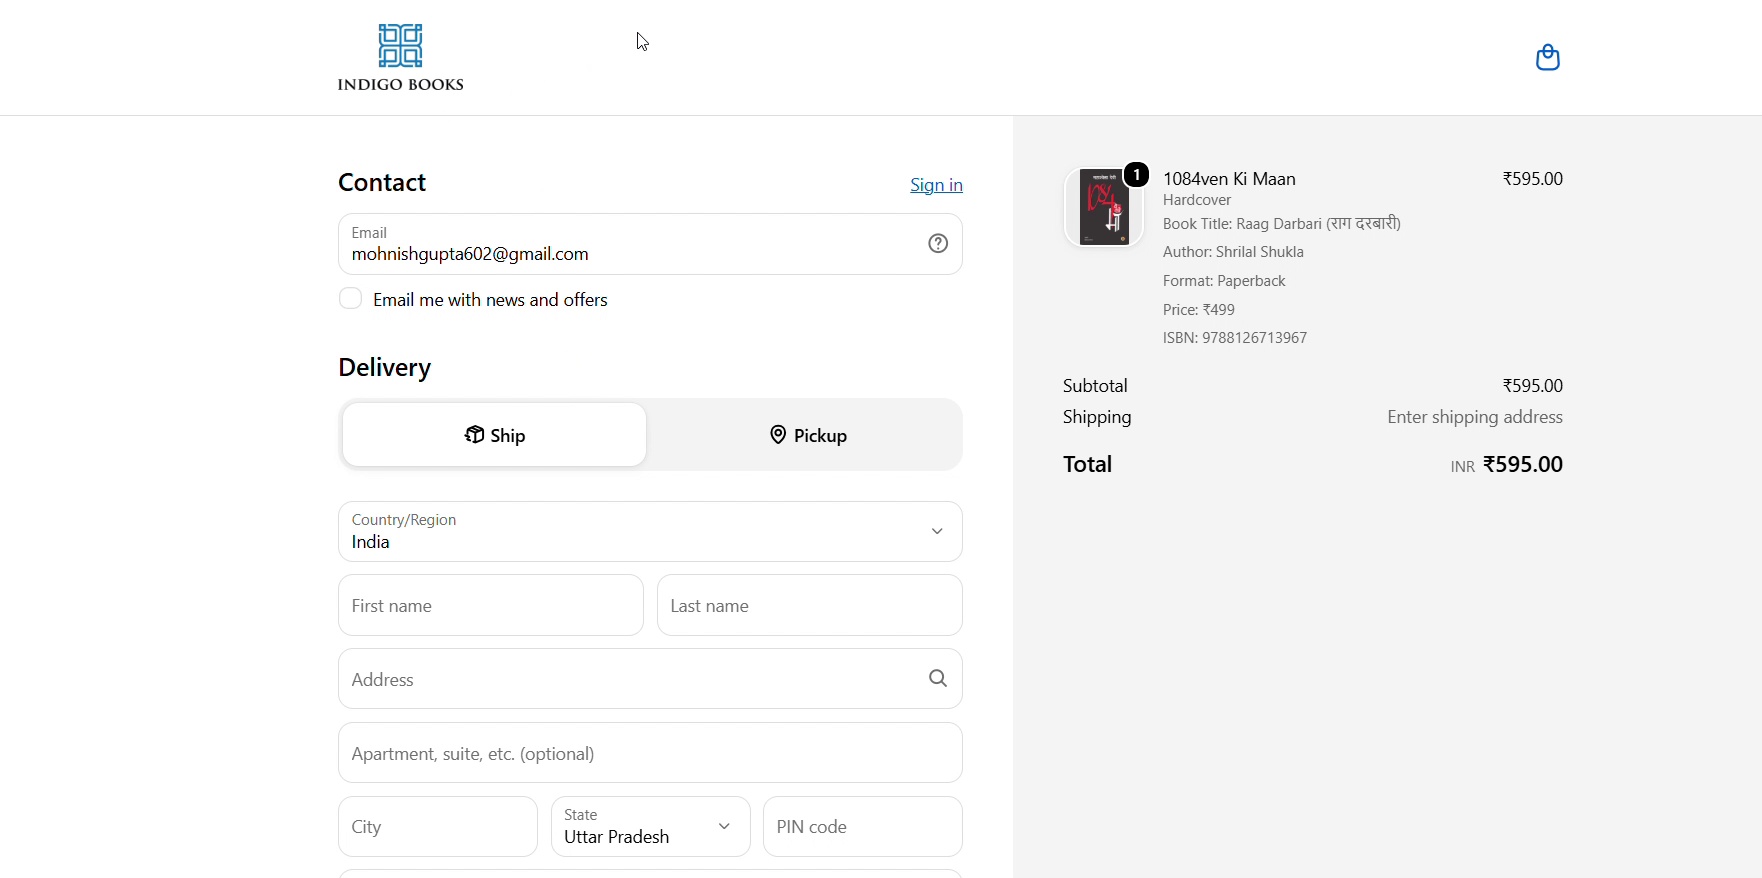 INDIGO BOOKS
Contact
Sign in
Email
mohnishgupta602@gmail.com
Email me with news and offers
Delivery
Ship
Pickup
Country/Region
India
First name
Last name
Address
Apartment, suite, etc. (optional)
City
State
Uttar Pradesh
PIN code
1
1084ven Ki Maan
₹595.00
Hardcover
Book Title: Raag Darbari (राग दरबारी)
Author: Shrilal Shukla
Format: Paperback
Price: ₹499
ISBN: 9788126713967
Subtotal
₹595.00
Shipping
Enter shipping address
Total
INR ₹595.00